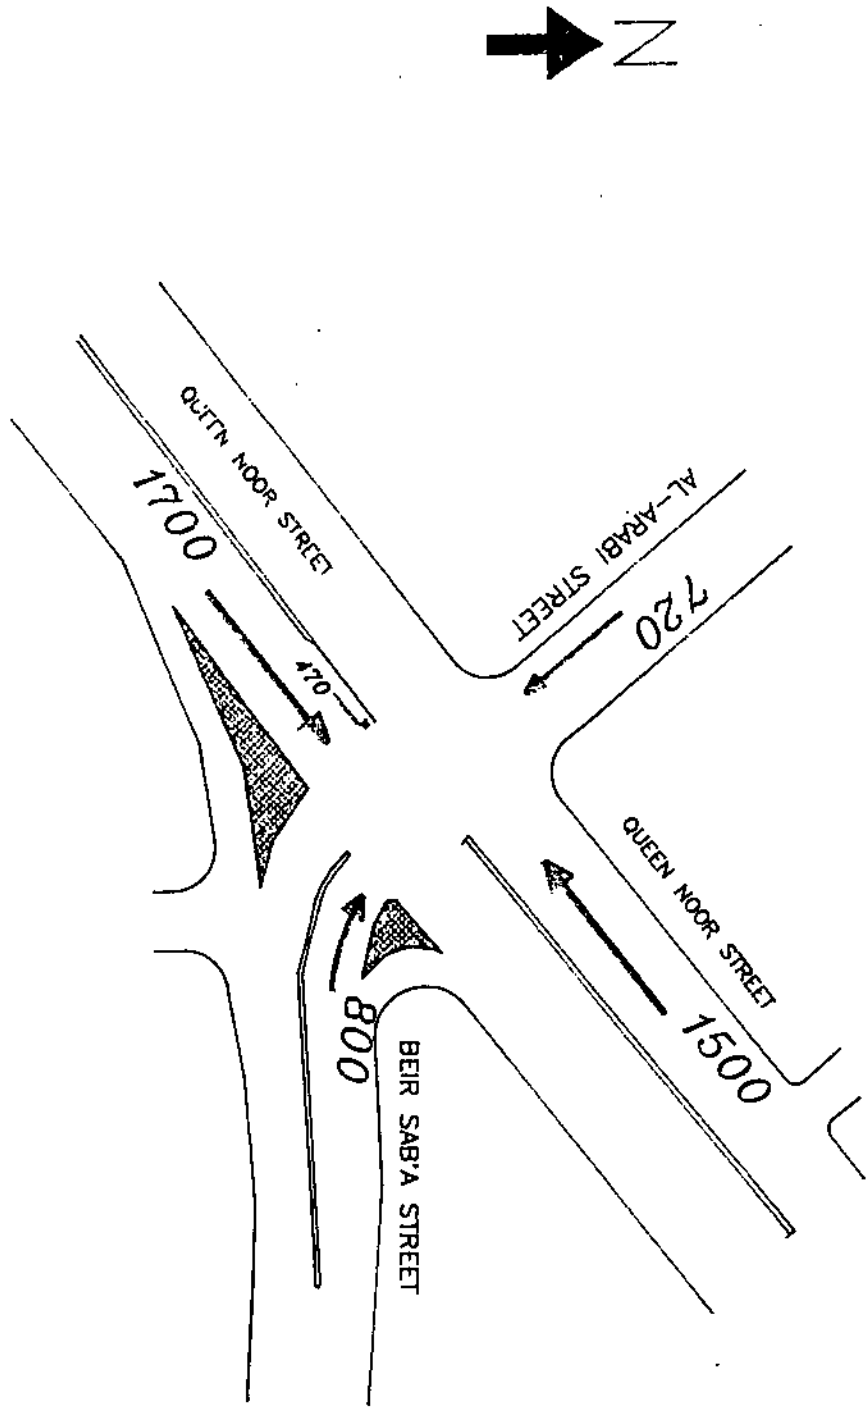 N
QUEEN NOOR STREET
1700
470
AL-ARABI STREET
720
QUEEN NOOR STREET
1500
800
BEIR SAB'A STREET